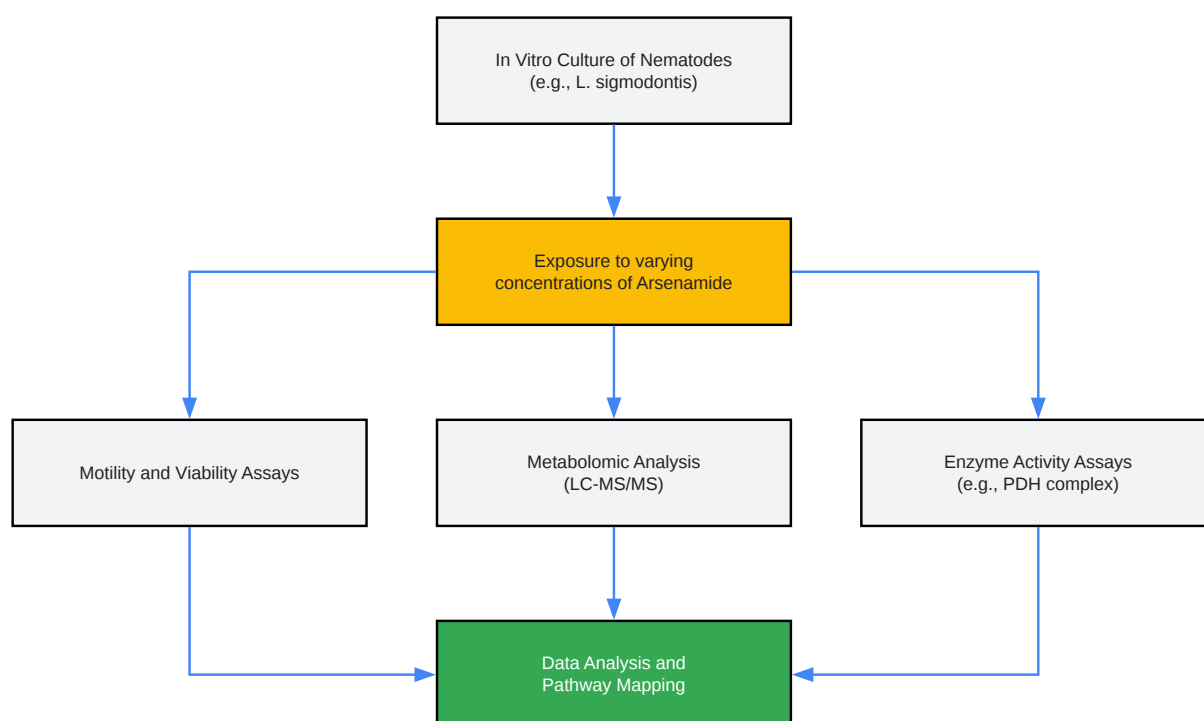 In Vitro Culture of Nematodes
(e.g., L. sigmodontis)
Exposure to varying
concentrations of Arsenamide
Motility and Viability Assays
Metabolomic Analysis
(LC-MS/MS)
Enzyme Activity Assays
(e.g., PDH complex)
Data Analysis and
Pathway Mapping